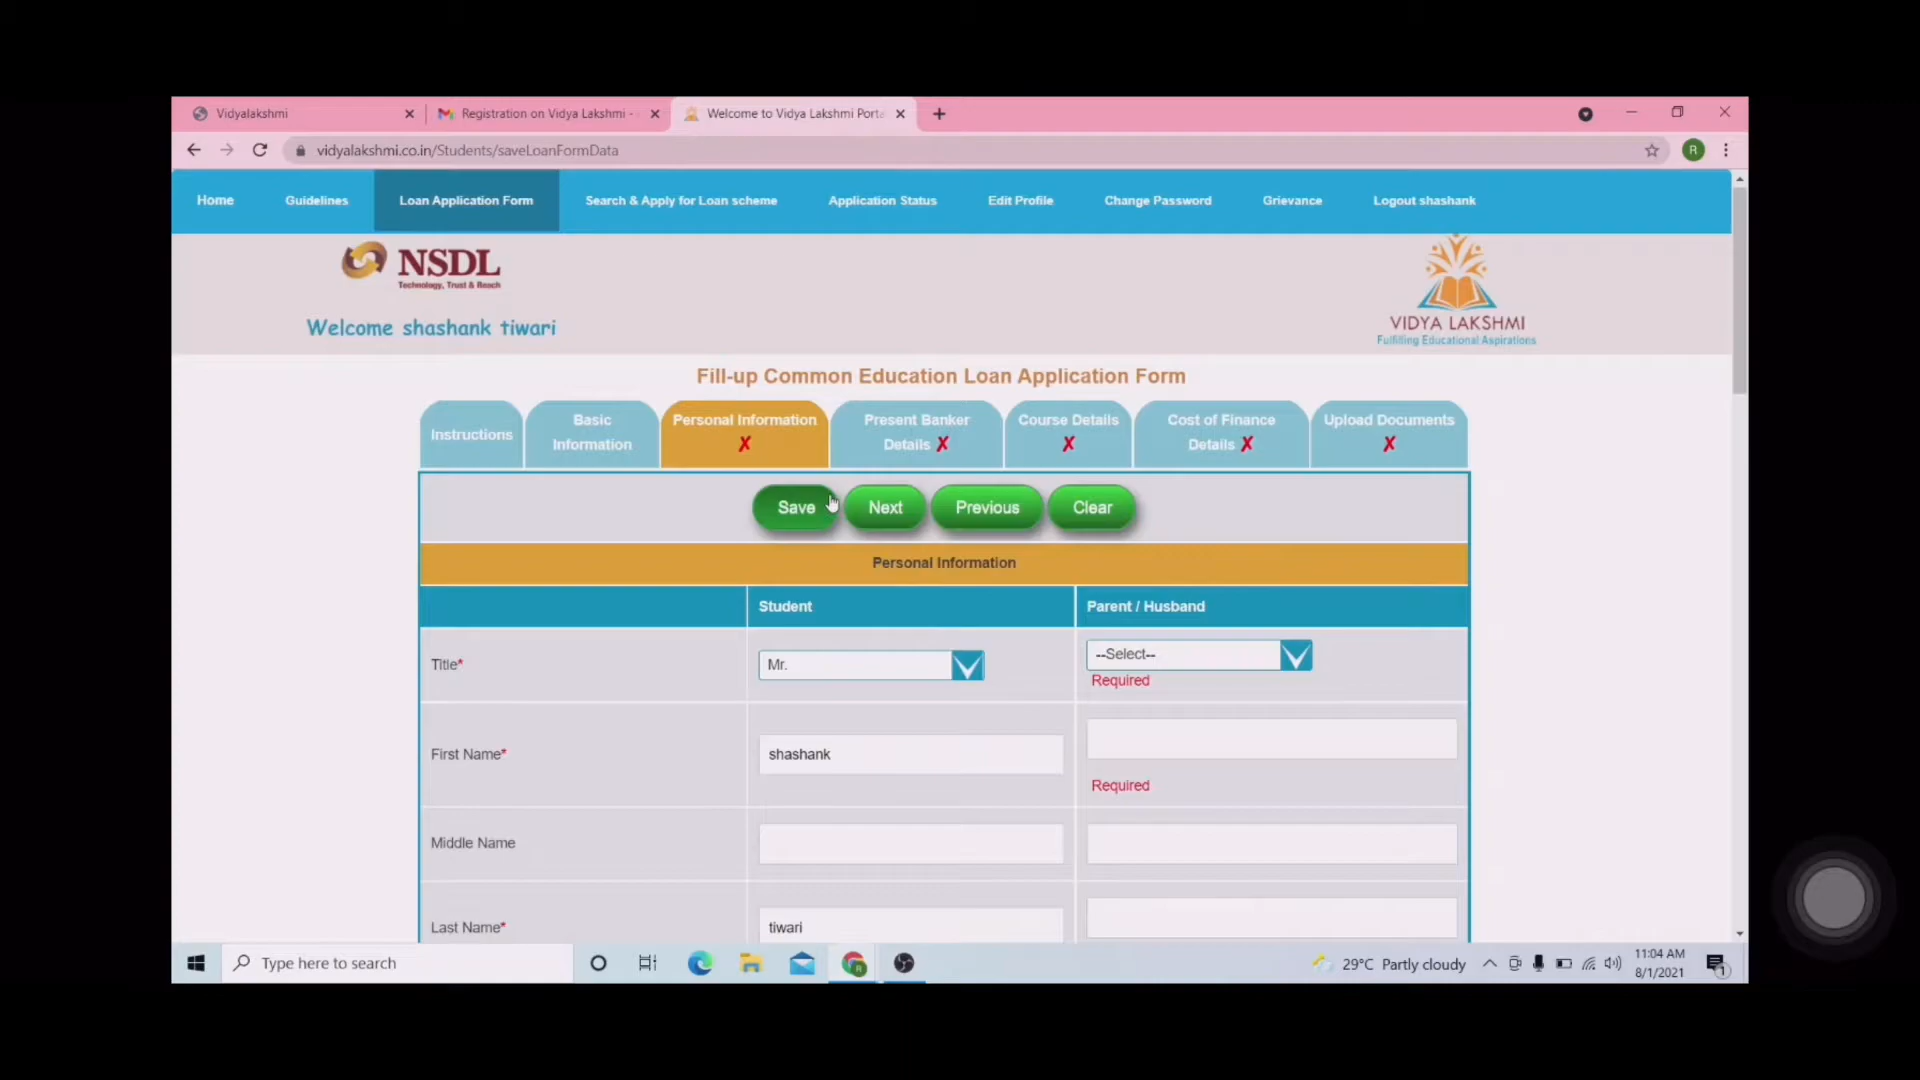 Vidyalakshmi
Registration on Vidya Lakshmi -
Welcome to Vidya Lakshmi Porta
vidyalakshmi.co.in/Students/saveLoanFormData
R
Home
Guidelines
Loan Application Form
Search & Apply for Loan scheme
Application Status
Edit Profile
Change Password
Grievance
Logout shashank
NSDL
Technology, Trust & Reach
Welcome shashank tiwari
VIDYA LAKSHMI
Fulfilling Educational Aspirations
Fill-up Common Education Loan Application Form
Instructions
Basic
Information
Personal Information
✗
Present Banker
Details ✗
Course Details
✗
Cost of Finance
Details ✗
Upload Documents
✗
Save
Next
Previous
Clear
Personal Information
Student
Parent / Husband
Title*
Mr.
--Select--
Required
First Name*
shashank
Required
Middle Name
Last Name*
tiwari
Type here to search
29°C Partly cloudy
11:04 AM
8/1/2021
1